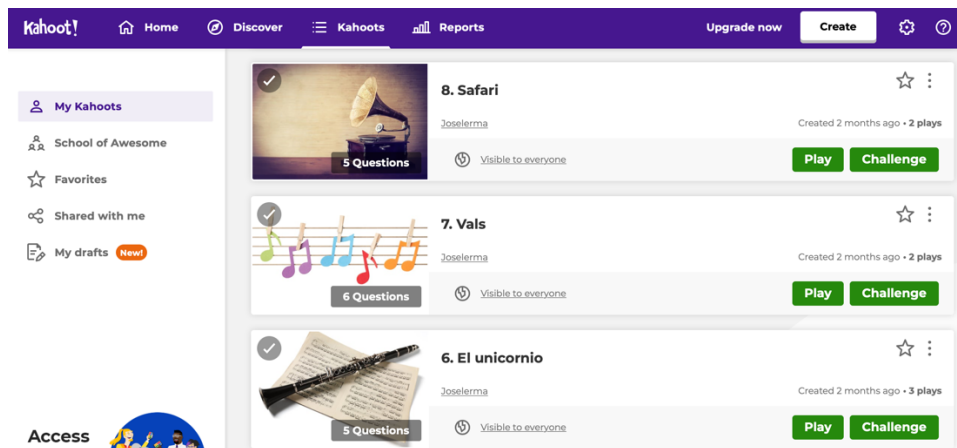 Kahoot!
Home
Discover
Kahoots
Reports
Upgrade now
Create
My Kahoots
School of Awesome
Favorites
Shared with me
My drafts New!
Access
5 Questions
8. Safari
Joselerma
Created 2 months ago • 2 plays
Visible to everyone
Play
Challenge
6 Questions
7. Vals
Joselerma
Created 2 months ago • 2 plays
Visible to everyone
Play
Challenge
5 Questions
6. El unicornio
Joselerma
Created 2 months ago • 3 plays
Visible to everyone
Play
Challenge